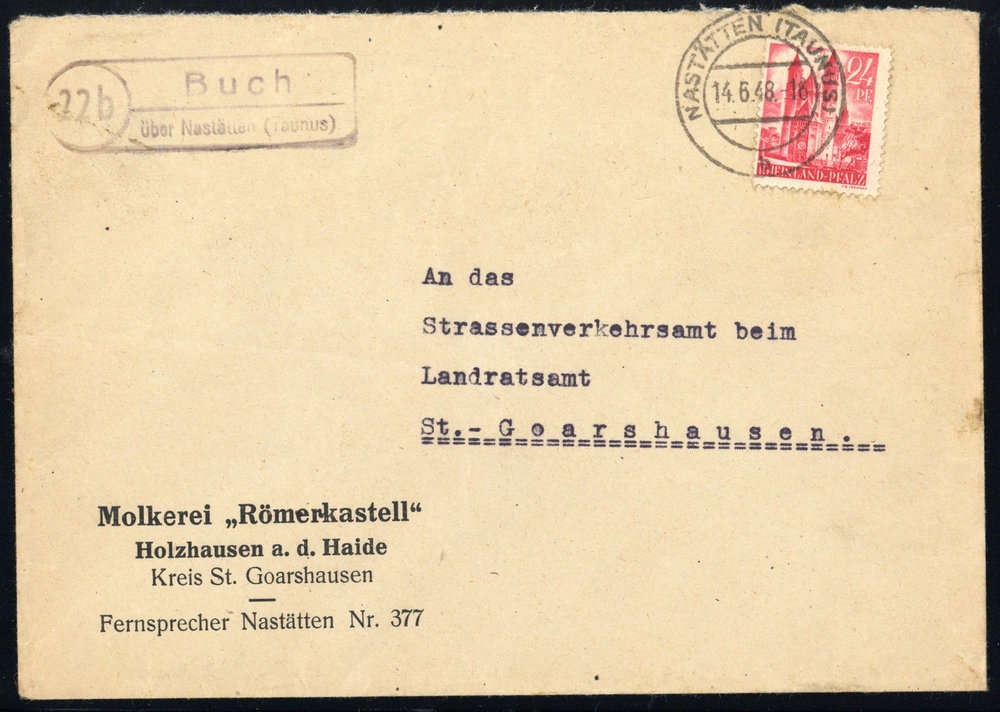 22b
Buch
über Nastätten (Taunus)
NASTÄTTEN (TAUNUS)
14.6.48.-18
b
24
PF.
RHEINLAND-PFALZ
An das
Strassenverkehrsamt beim
Landratsamt
St.- G o a r s h a u s e n .
Molkerei „Römerkastell“
Holzhausen a. d. Haide
Kreis St. Goarshausen
Fernsprecher Nastätten Nr. 377